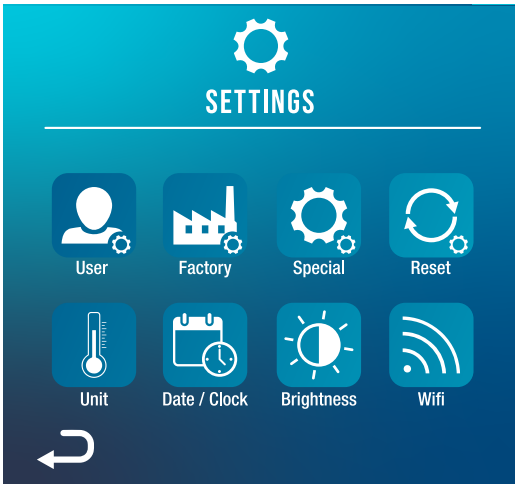 SETTINGS
User Factory Special Reset
Unit Date / Clock Brightness Wifi